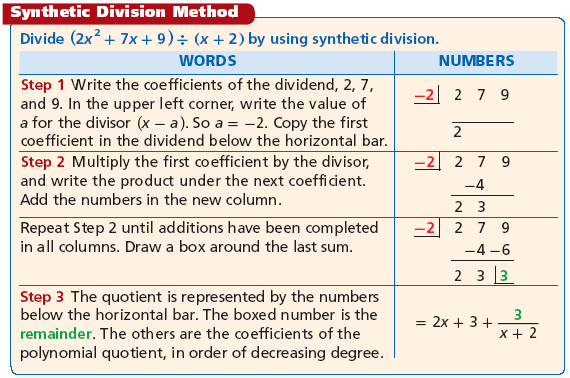 Synthetic Division Method
Divide (2x² + 7x + 9) ÷ (x + 2) by using synthetic division.
WORDS NUMBERS
Step 1 Write the coefficients of the dividend, 2, 7,
and 9. In the upper left corner, write the value of
a for the divisor (x − a). So a = −2. Copy the first
coefficient in the dividend below the horizontal bar.
−2| 2 7 9
2
Step 2 Multiply the first coefficient by the divisor,
and write the product under the next coefficient.
Add the numbers in the new column.
−2| 2 7 9
−4
2 3
Repeat Step 2 until additions have been completed
in all columns. Draw a box around the last sum.
−2| 2 7 9
−4 −6
2 3 |3
Step 3 The quotient is represented by the numbers
below the horizontal bar. The boxed number is the
remainder. The others are the coefficients of the
polynomial quotient, in order of decreasing degree.
= 2x + 3 + 3
x + 2